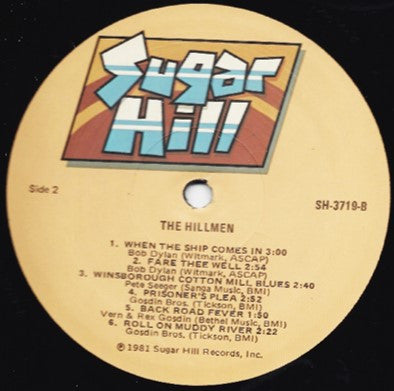 Sugar
Hill
Side 2
SH-3719-B
THE HILLMEN
1. WHEN THE SHIP COMES IN 3:00
Bob Dylan (Witmark, ASCAP)
2. FARE THEE WELL 2:54
Bob Dylan (Witmark, ASCAP)
3. WINSBOROUGH COTTON MILL BLUES 2:40
Pete Seeger (Sanga Music, BMI)
4. PRISONER'S PLEA 2:52
Gosdin Bros. (Tickson, BMI)
5. BACK ROAD FEVER 1:50
Vern & Rex Gosdin (Bethel Music, BMI)
6. ROLL ON MUDDY RIVER 2:22
Gosdin Bros. (Tickson, BMI)
℗ 1981 Sugar Hill Records, Inc.